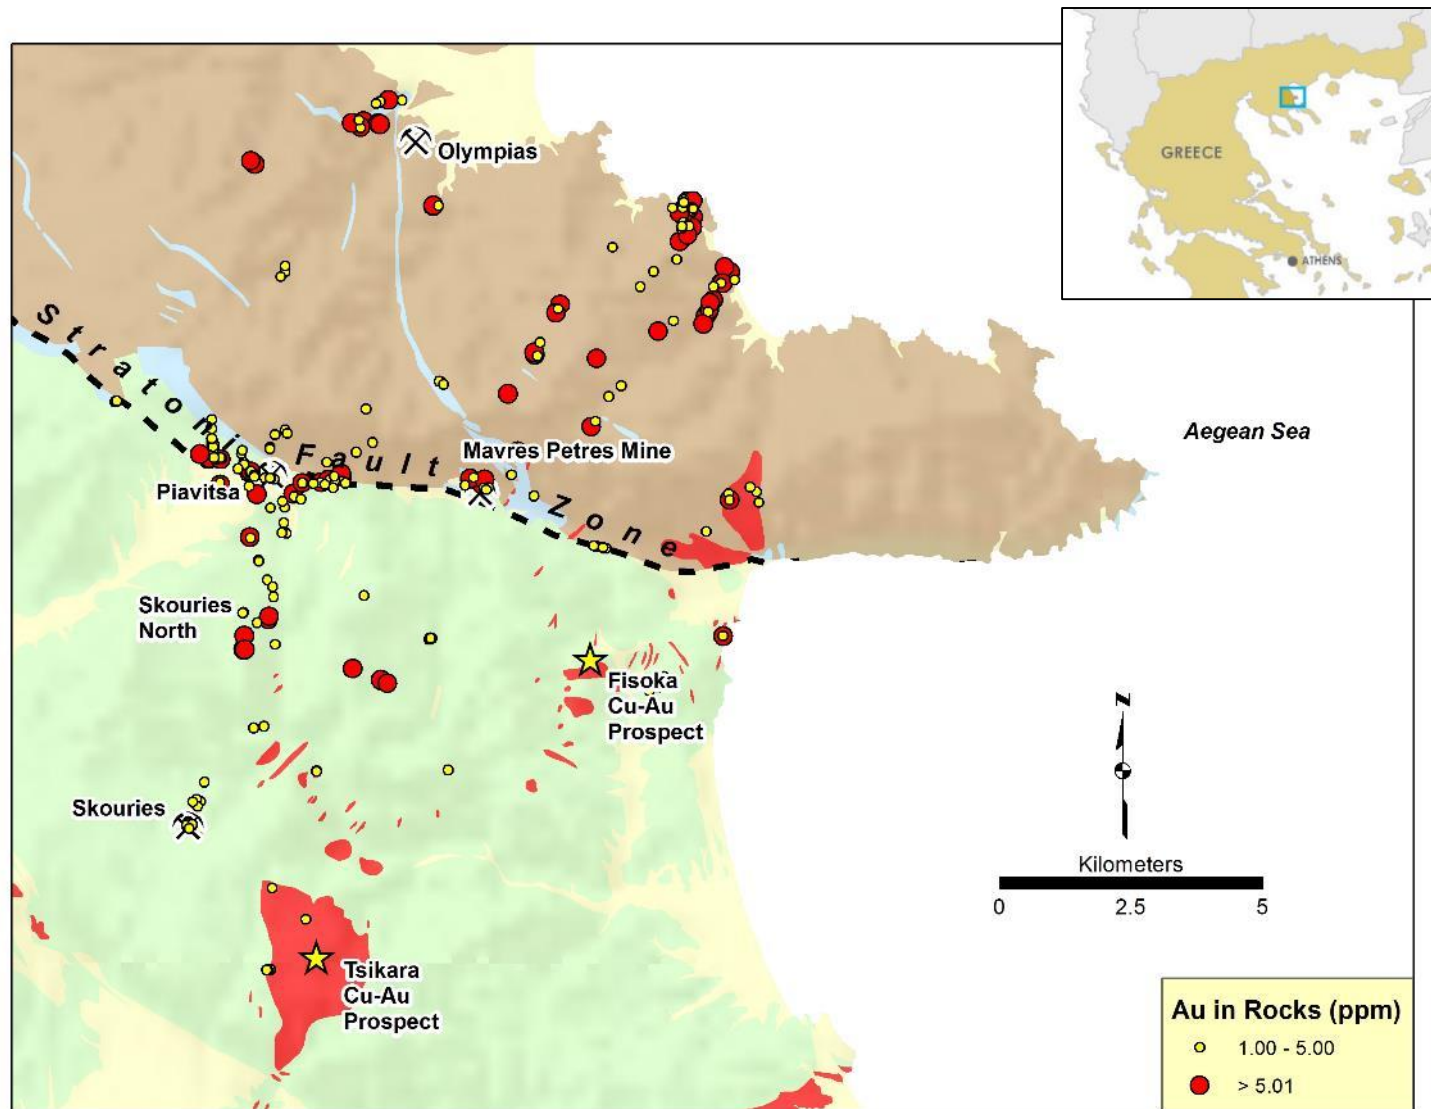 GREECE
ATHENS
Olympias
Stratoni Fault Zone
Mavres Petres Mine
Aegean Sea
Piavitsa
Skouries
North
Fisoka
Cu-Au
Prospect
Z
Skouries
Kilometers
0 2.5 5
Tsikara
Cu-Au
Prospect
Au in Rocks (ppm)
1.00 - 5.00
> 5.01